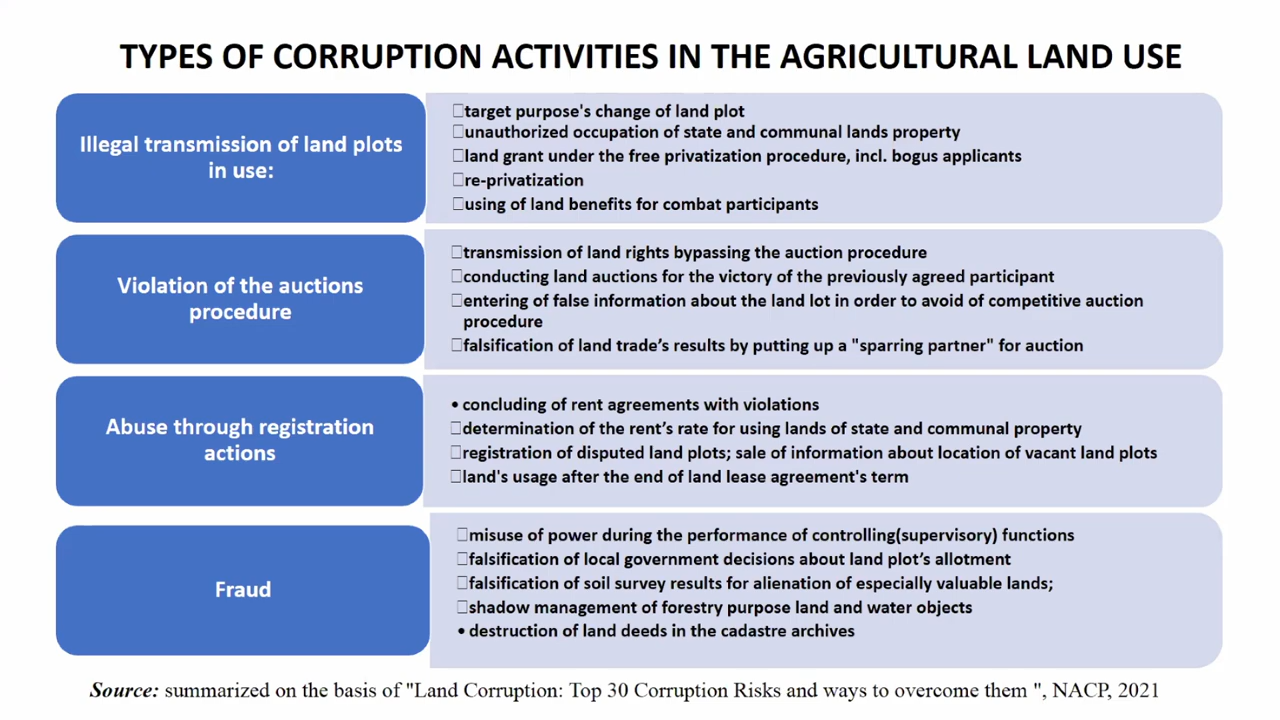 TYPES OF CORRUPTION ACTIVITIES IN THE AGRICULTURAL LAND USE
Illegal transmission of land plots
in use:
□target purpose's change of land plot
□unauthorized occupation of state and communal lands property
□land grant under the free privatization procedure, incl. bogus applicants
□re-privatization
□using of land benefits for combat participants
Violation of the auctions
procedure
□transmission of land rights bypassing the auction procedure
□conducting land auctions for the victory of the previously agreed participant
□entering of false information about the land lot in order to avoid of competitive auction
procedure
□falsification of land trade’s results by putting up a "sparring partner" for auction
Abuse through registration
actions
• concluding of rent agreements with violations
□determination of the rent’s rate for using lands of state and communal property
□registration of disputed land plots; sale of information about location of vacant land plots
□land's usage after the end of land lease agreement's term
Fraud
□misuse of power during the performance of controlling(supervisory) functions
□falsification of local government decisions about land plot’s allotment
□falsification of soil survey results for alienation of especially valuable lands;
□shadow management of forestry purpose land and water objects
• destruction of land deeds in the cadastre archives
Source: summarized on the basis of "Land Corruption: Top 30 Corruption Risks and ways to overcome them ", NACP, 2021